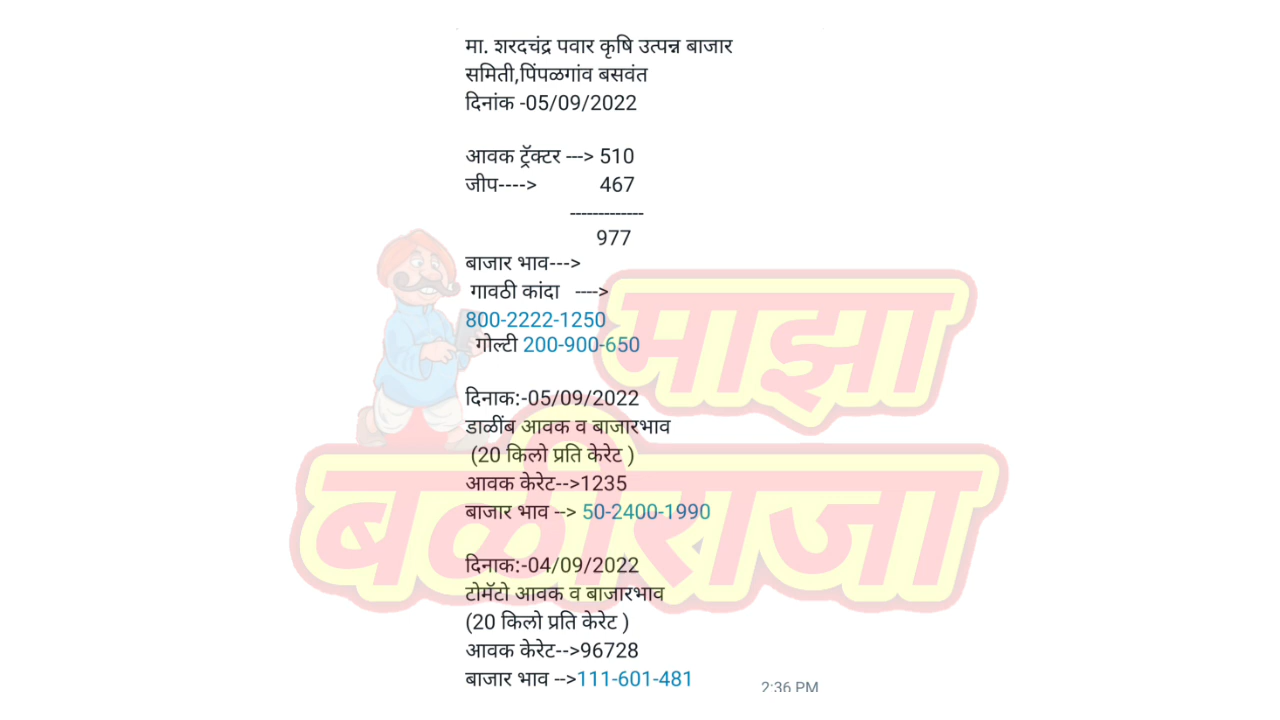 मा. शरदचंद्र पवार कृषि उत्पन्न बाजार
समिती,पिंपळगांव बसवंत
दिनांक -05/09/2022
आवक ट्रॅक्टर ---> 510
जीप----> 467
-------------
977
बाजार भाव--->
गावठी कांदा ---->
800-2222-1250
गोल्टी 200-900-650
दिनाक:-05/09/2022
डाळींब आवक व बाजारभाव
(20 किलो प्रति केरेट )
आवक केरेट-->1235
बाजार भाव --> 50-2400-1990
दिनाक:-04/09/2022
टोमॅटो आवक व बाजारभाव
(20 किलो प्रति केरेट )
आवक केरेट-->96728
बाजार भाव -->111-601-481
2:36 PM
माझा
बळीराजा